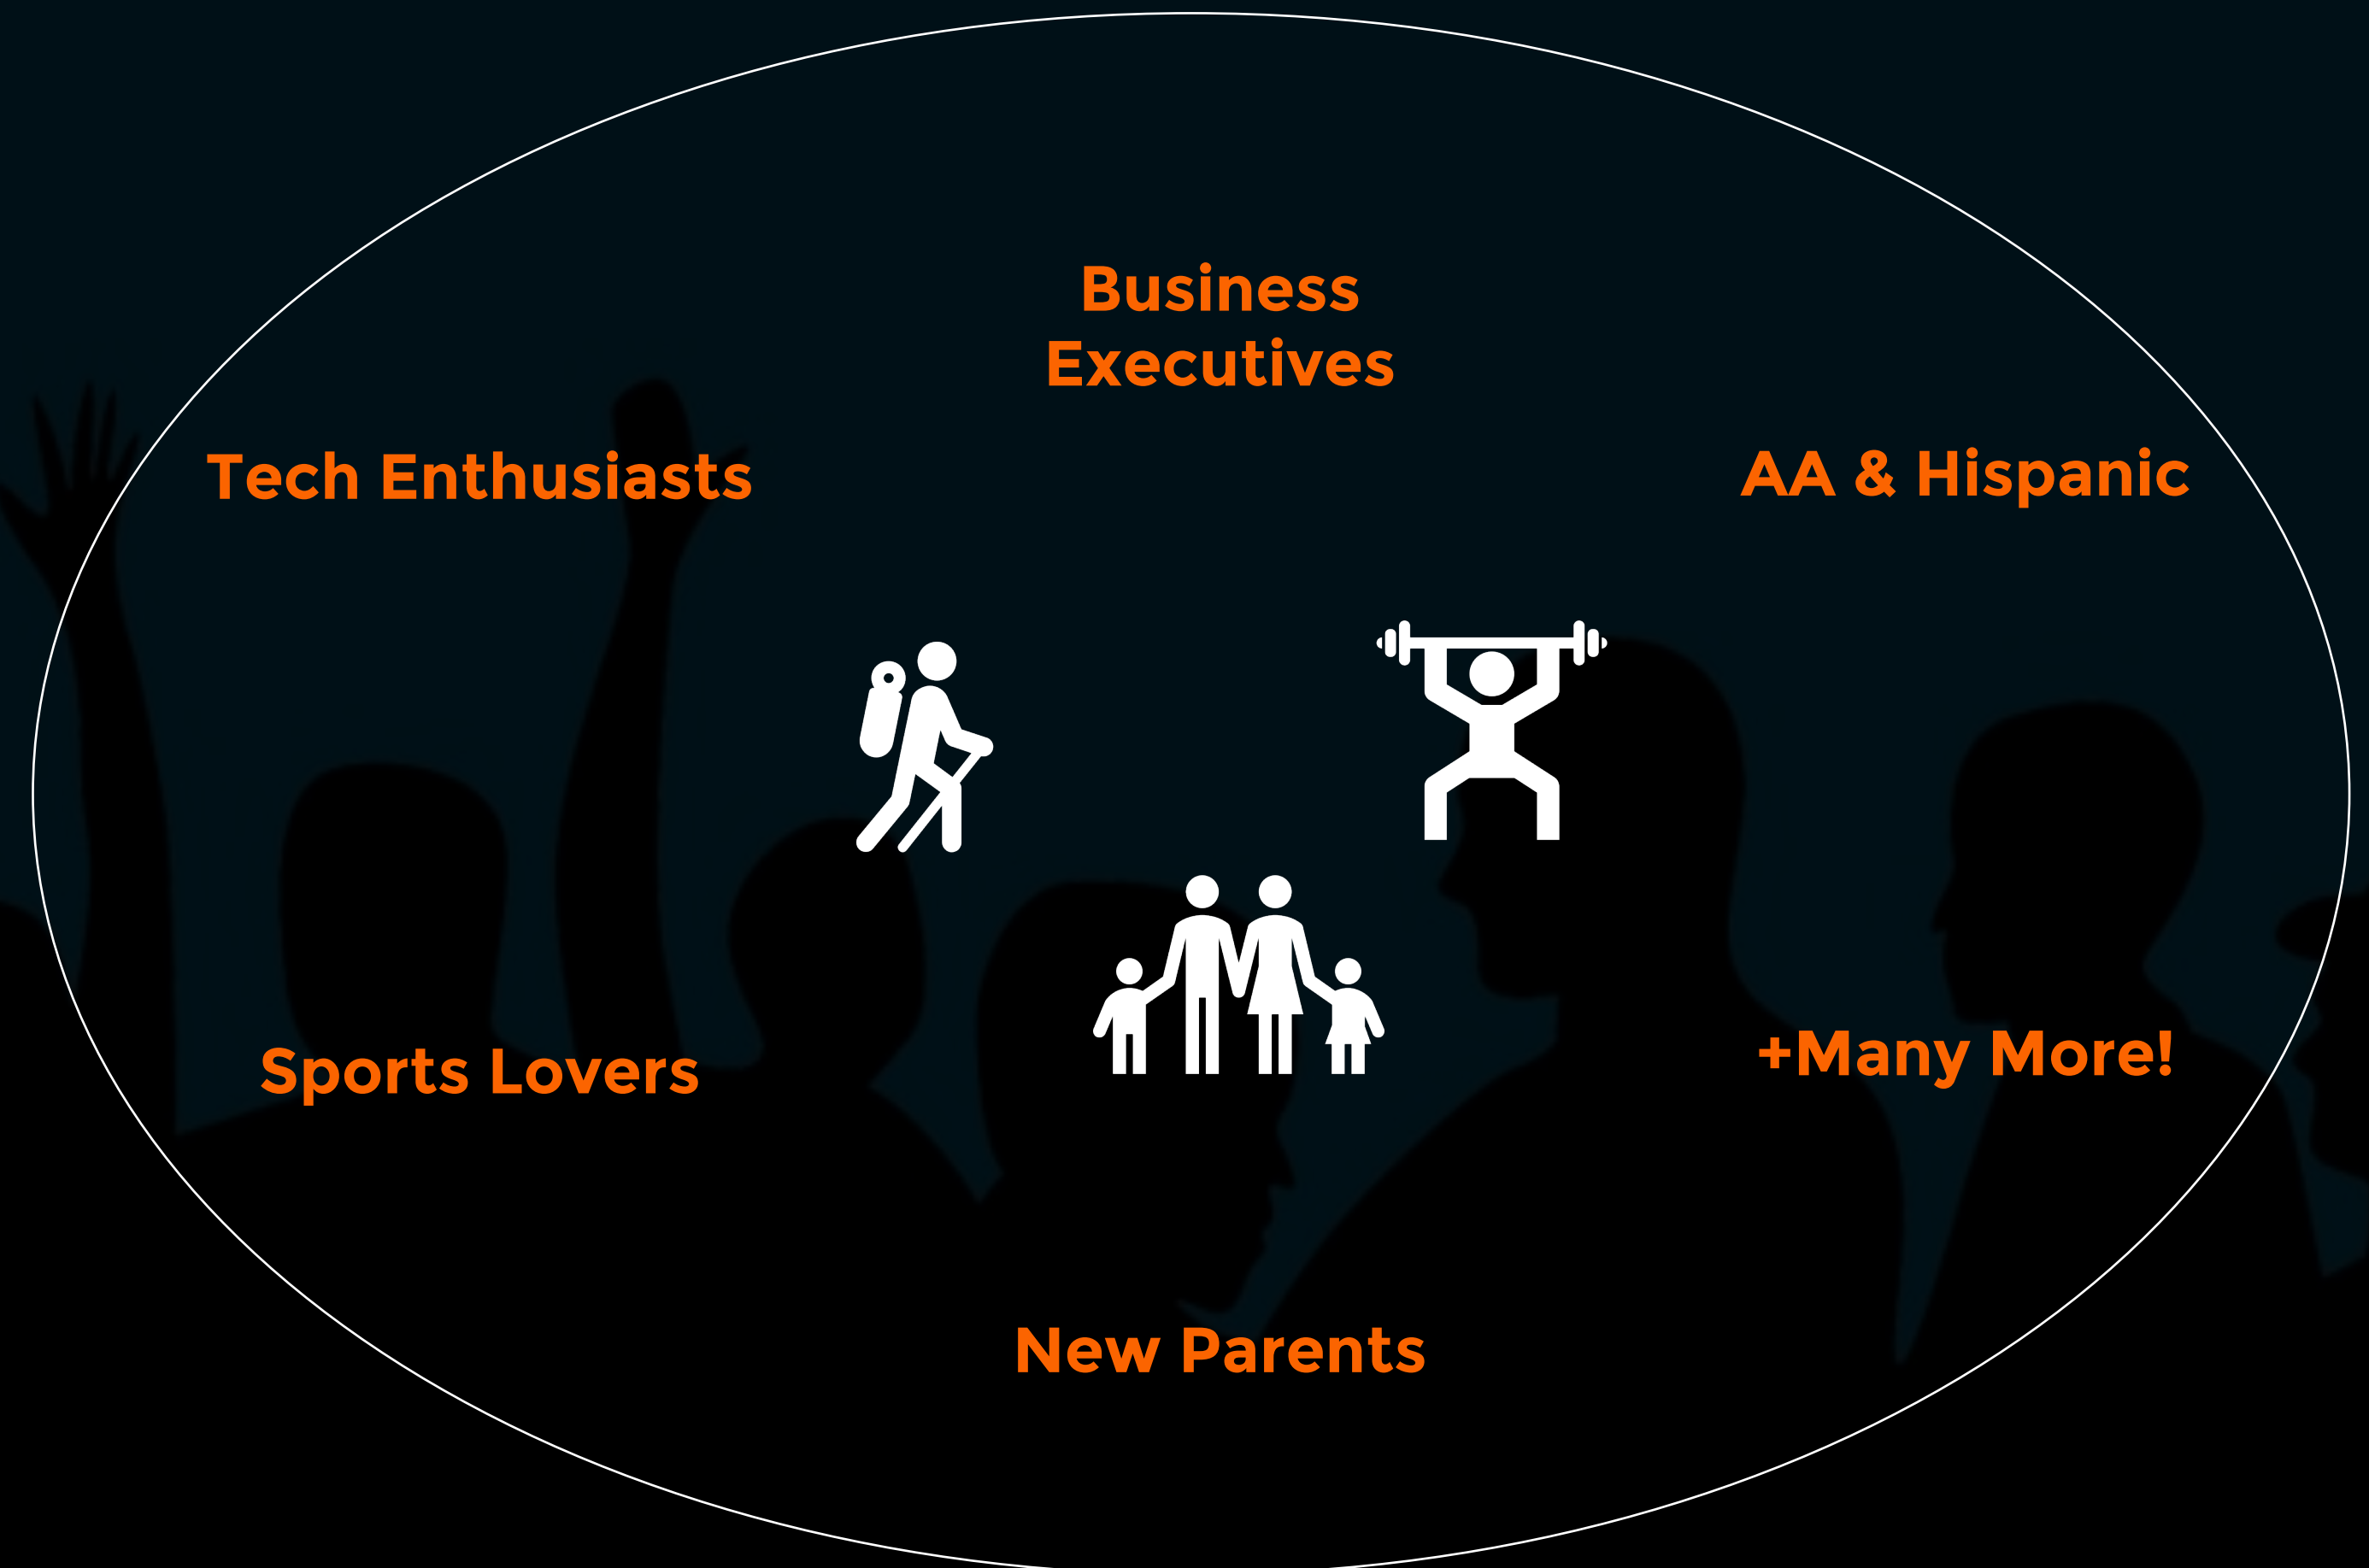 Business
Executives
Tech Enthusiasts
AA & Hispanic
Sports Lovers
+Many More!
New Parents